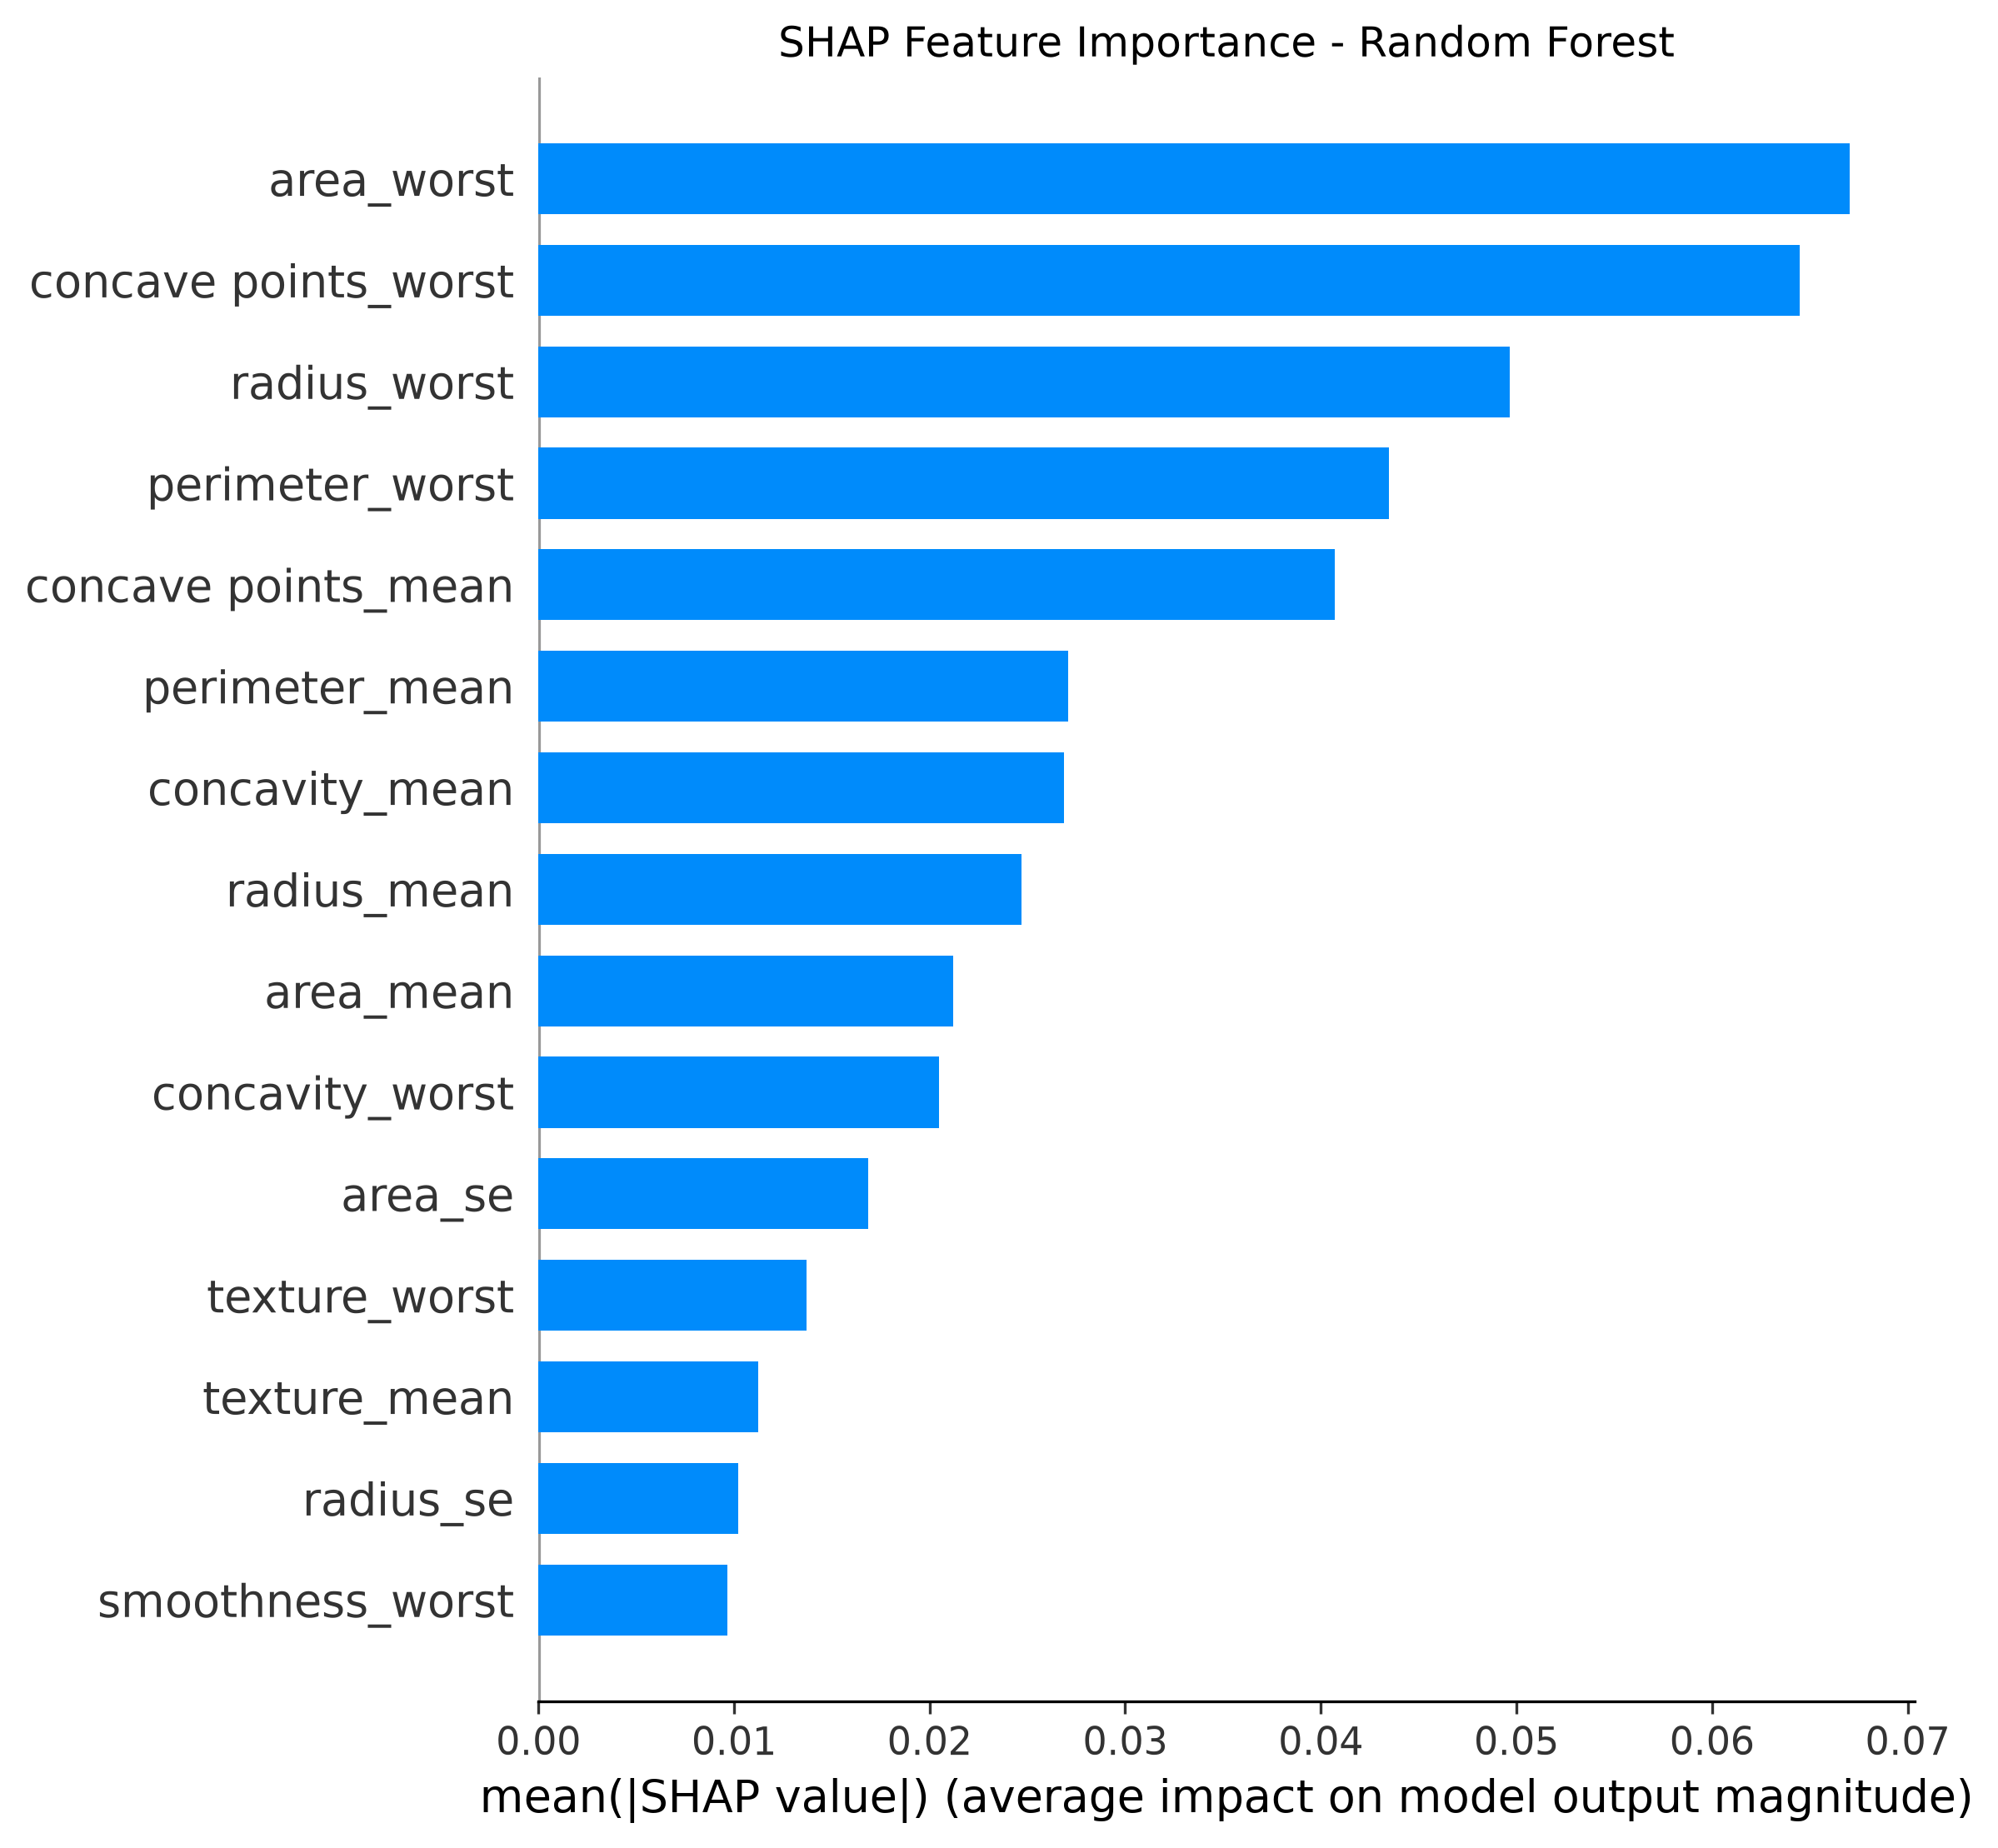 SHAP Feature Importance - Random Forest
area_worst
concave points_worst
radius_worst
perimeter_worst
concave points_mean
perimeter_mean
concavity_mean
radius_mean
area_mean
concavity_worst
area_se
texture_worst
texture_mean
radius_se
smoothness_worst
0.00 0.01 0.02 0.03 0.04 0.05 0.06 0.07
mean(|SHAP value|) (average impact on model output magnitude)